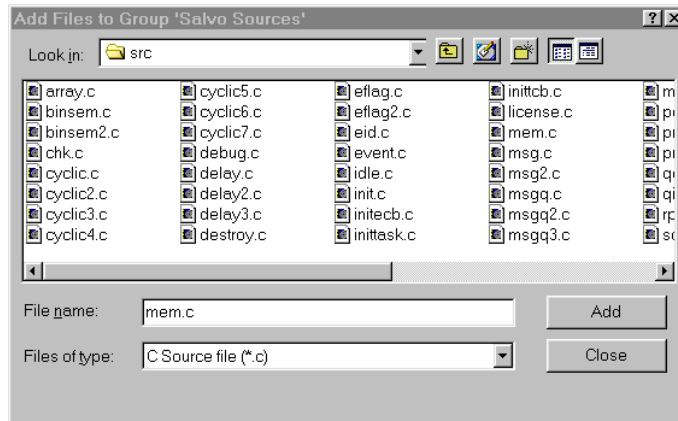 Add Files to Group 'Salvo Sources'
Look in: src
array.c cyclic5.c eflag.c inittcb.c
binsem.c cyclic6.c eflag2.c license.c
binsem2.c cyclic7.c eid.c mem.c
chk.c debug.c event.c msg.c
cyclic.c delay.c idle.c msg2.c
cyclic2.c delay2.c init.c msgq.c
cyclic3.c delay3.c initecb.c msgq2.c
cyclic4.c destroy.c inittask.c msgq3.c
File name: mem.c Add
Files of type: C Source file (*.c) Close